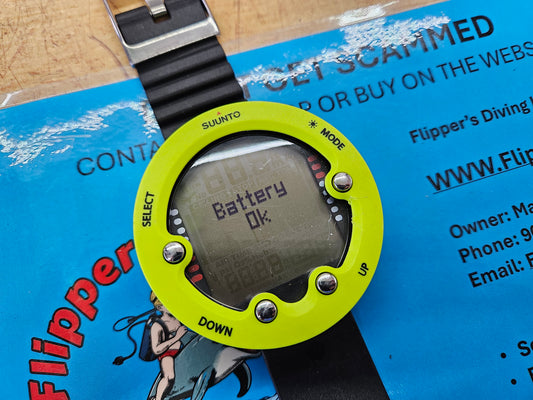 GET SCAMMED
OR BUY ON THE WEBS
CONTA
Flipper's Diving
www.Flip
Owner: Ma
Phone: 90
Email: F
Flipper
SUUNTO
MODE
SELECT
UP
DOWN
Battery
Ok